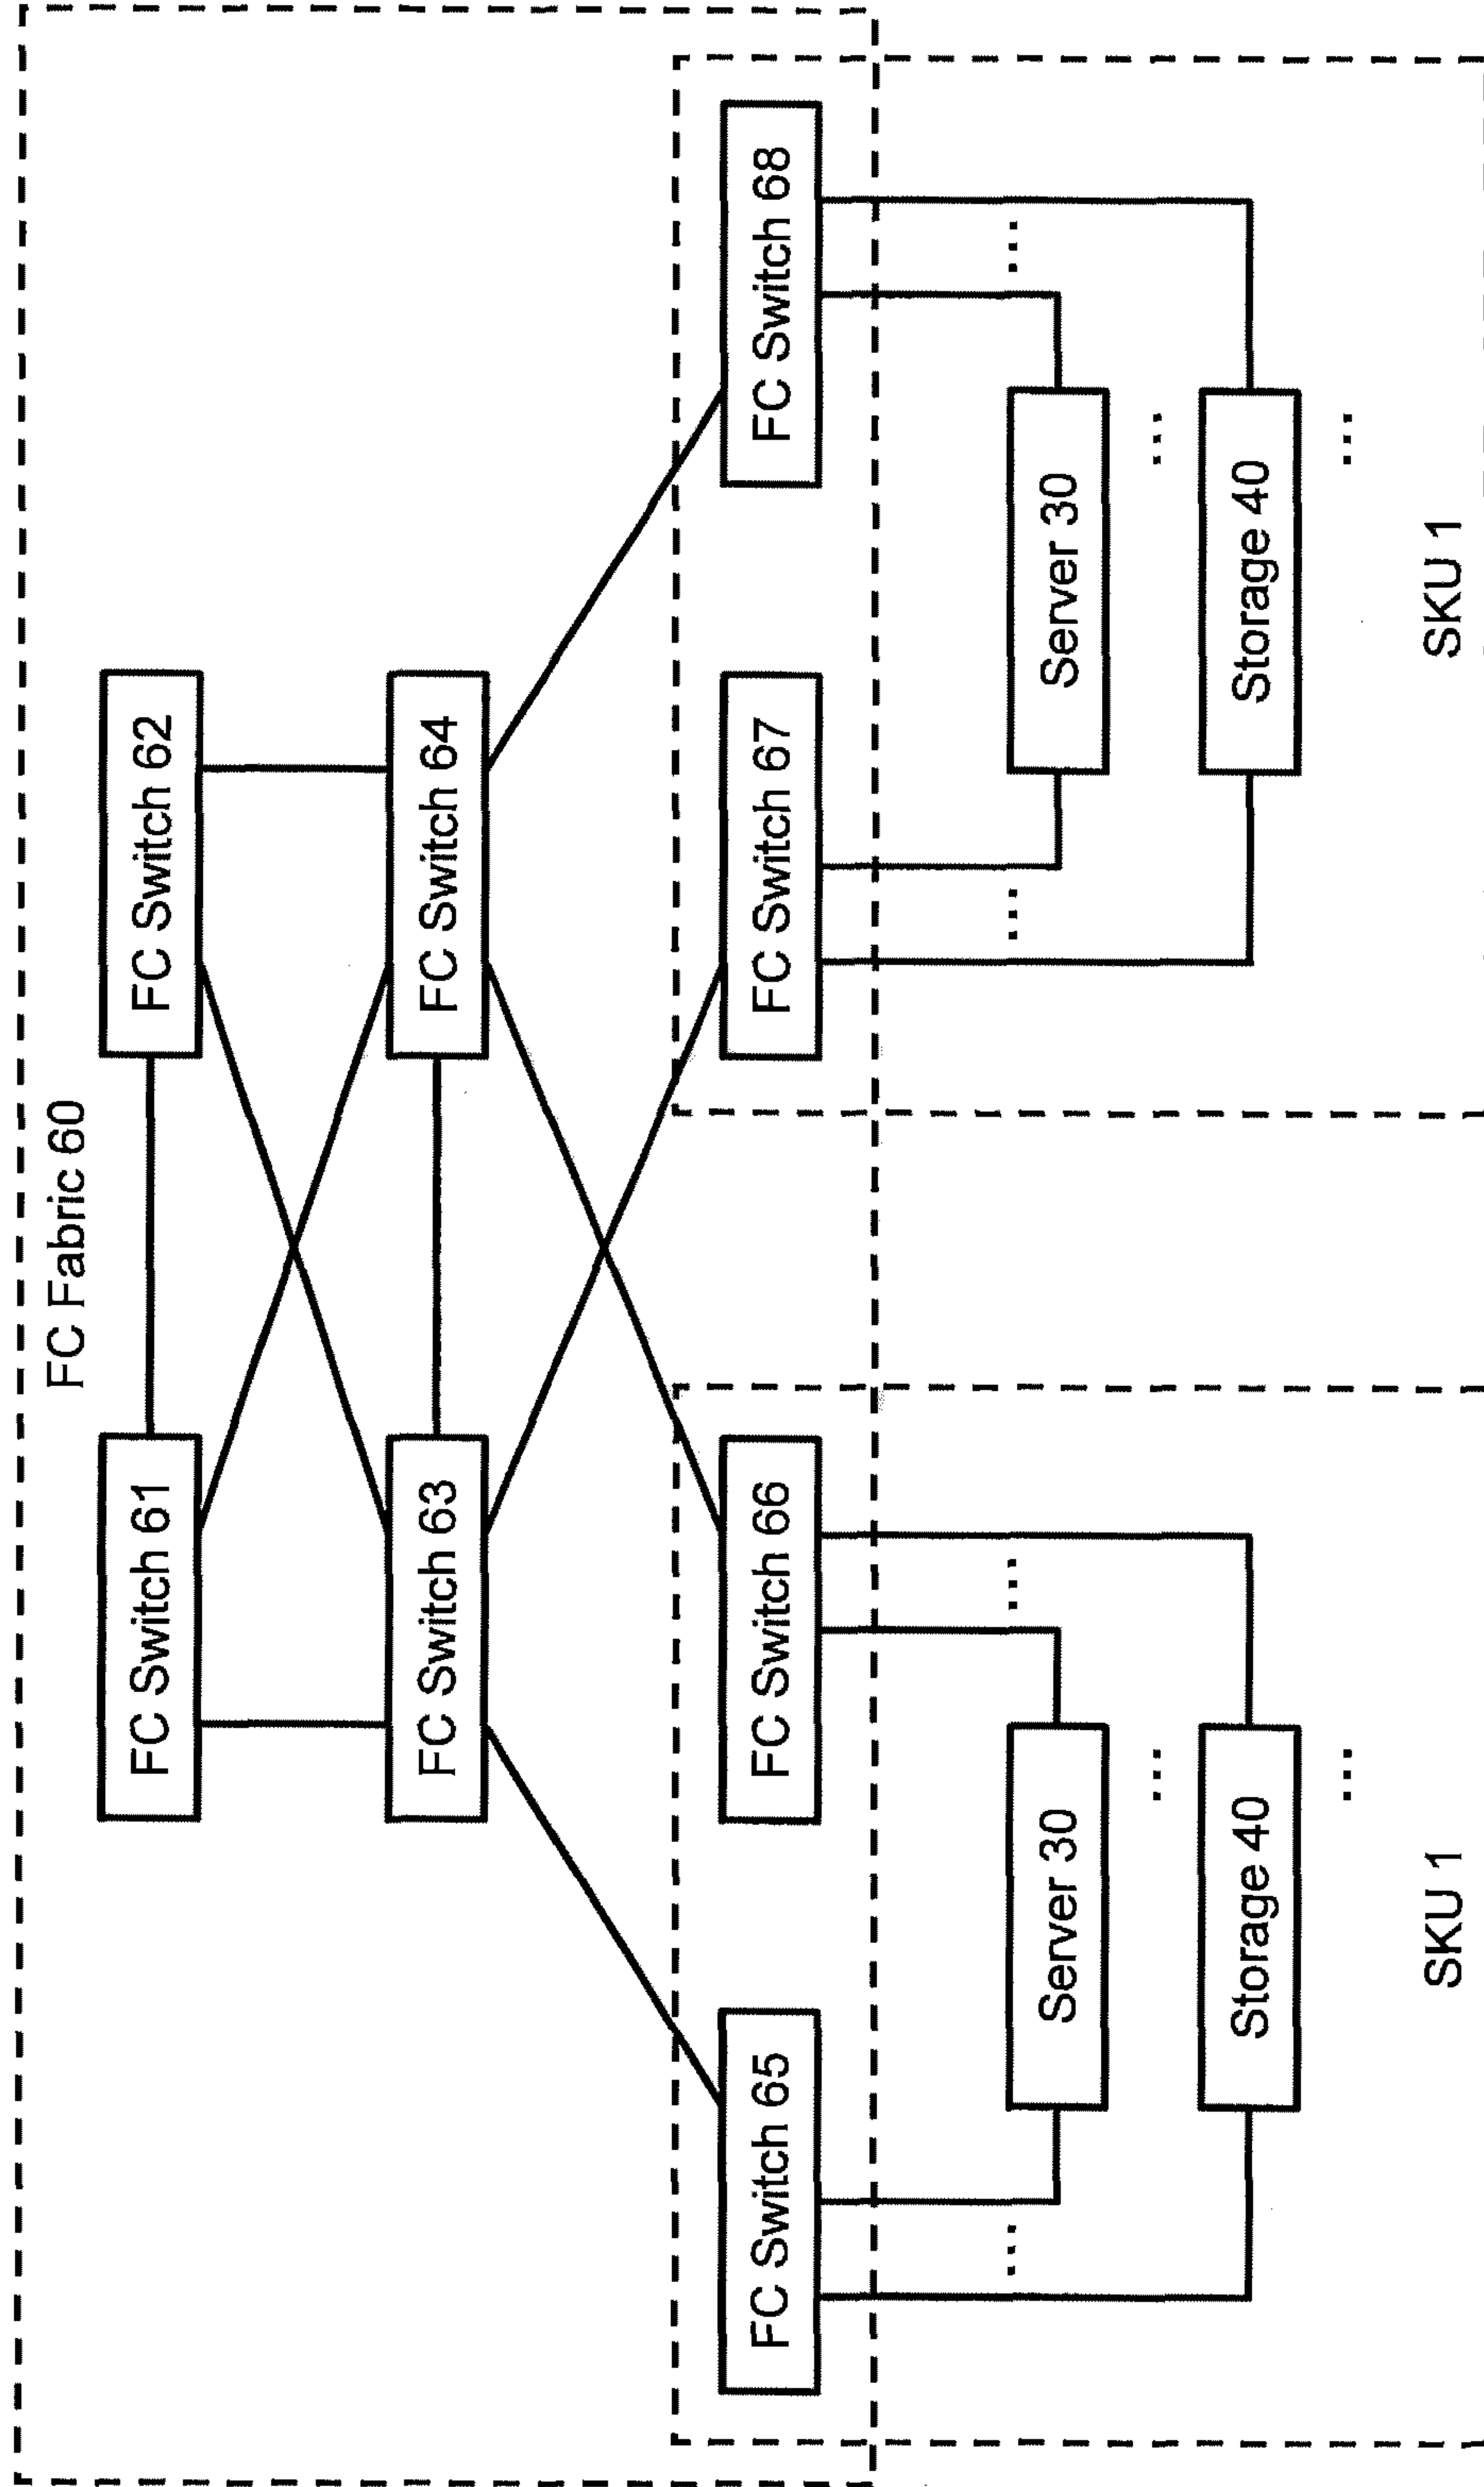 FC Fabric 60
FC Switch 61
FC Switch 62
FC Switch 63
FC Switch 64
FC Switch 65
FC Switch 66
FC Switch 67
FC Switch 68
...
...
...
...
Server 30
Server 30
...
...
Storage 40
Storage 40
...
...
SKU 1
SKU 1